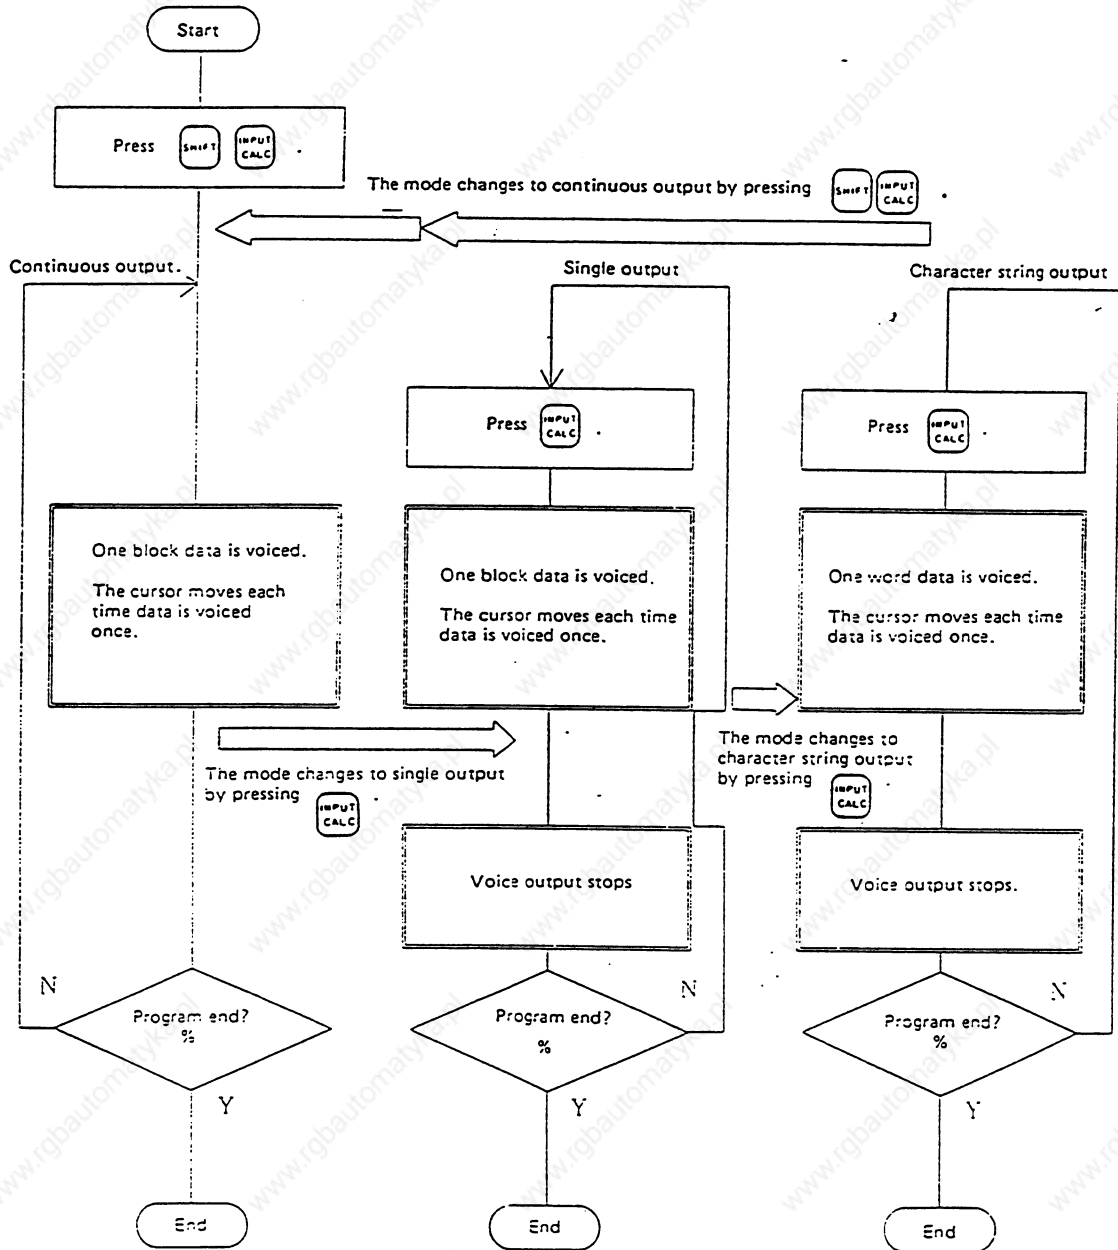 Start
Press SHIFT INPUT CALC .
The mode changes to continuous output by pressing SHIFT INPUT CALC .
Continuous output.
Single output
Character string output
Press INPUT CALC .
Press INPUT CALC .
One block data is voiced.
The cursor moves each
time data is voiced
once.
One block data is voiced.
The cursor moves each time
data is voiced once.
One word data is voiced.
The cursor moves each time
data is voiced once.
The mode changes to single output
by pressing INPUT CALC .
The mode changes to
character string output
by pressing INPUT CALC .
Voice output stops
Voice output stops.
N
Program end?
%
Y
N
Program end?
%
Y
N
Program end?
%
Y
End
End
End
www.rgbautomatyka.pl